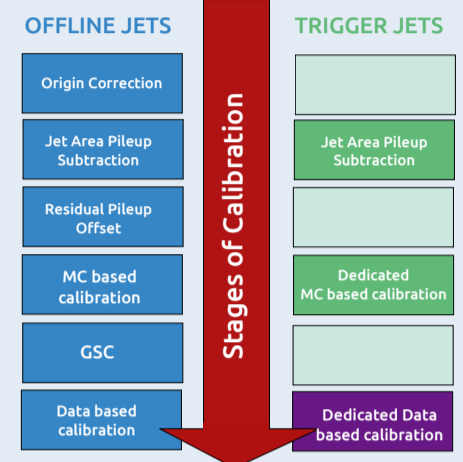 OFFLINE JETS
TRIGGER JETS
Origin Correction
Jet Area Pileup
Subtraction
Jet Area Pileup
Subtraction
Residual Pileup
Offset
MC based
calibration
Dedicated
MC based calibration
GSC
Data based
calibration
Dedicated Data
based calibration
Stages of Calibration